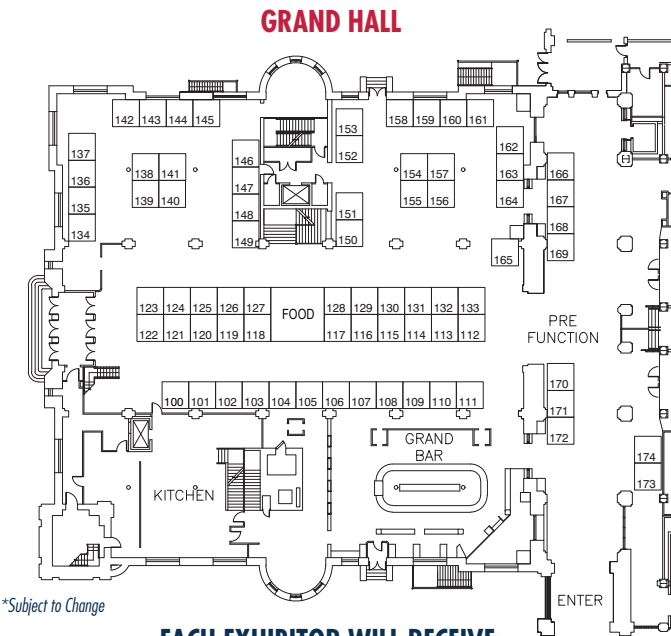 GRAND HALL
142 143 144 145
158 159 160 161
153
152
137
136
135
134
138 141
139 140
146
147
148
149
151
150
154 157
155 156
162
163
164
165
166
167
168
169
123 124 125 126 127
122 121 120 119 118
FOOD
128 129 130 131 132 133
117 116 115 114 113 112
PRE
FUNCTION
100 101 102 103 104 105 106 107 108 109 110 111
170
171
172
174
173
GRAND
BAR
KITCHEN
ENTER
*Subject to Change
EACH EXHIBITOR WILL RECEIVE